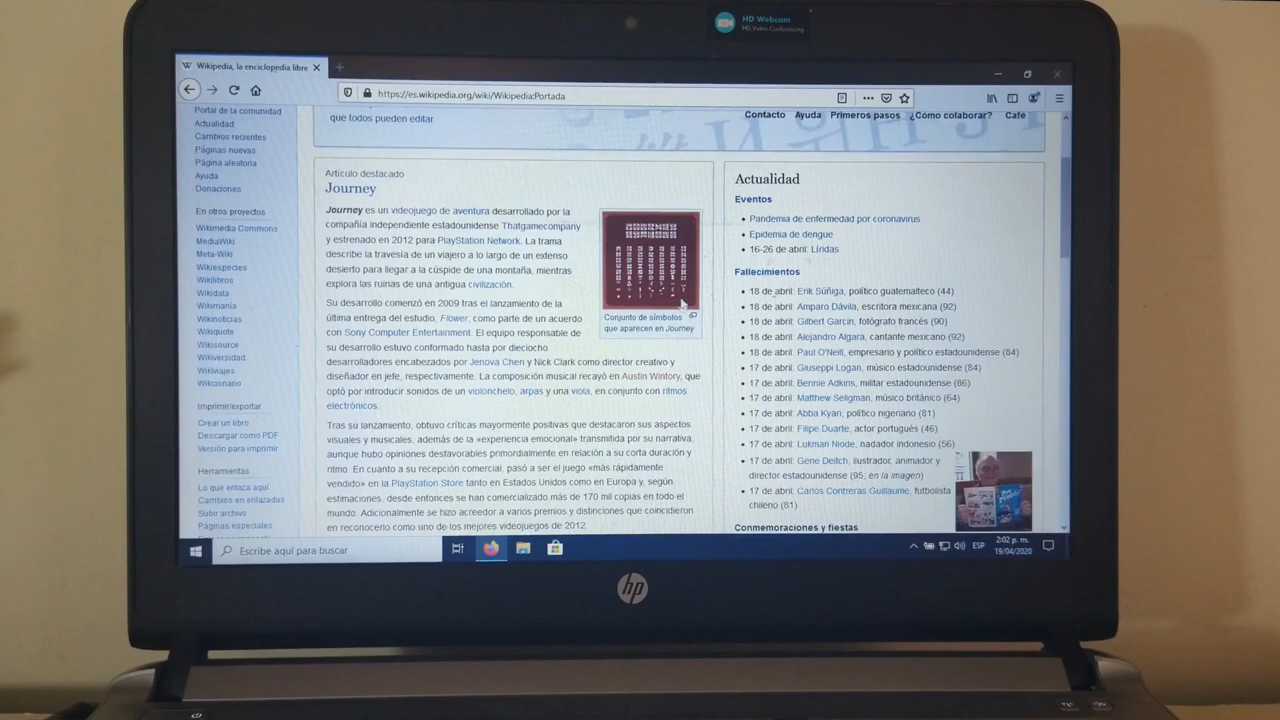 HD Webcam
HD Video Conferencing
Wikipedia, la enciclopedia libre
https://es.wikipedia.org/wiki/Wikipedia:Portada
Portal de la comunidad
Actualidad
Cambios recientes
Páginas nuevas
Página aleatoria
Ayuda
Donaciones
En otros proyectos
Wikimedia Commons
MediaWiki
Meta-Wiki
Wikiespecies
Wikilibros
Wikidata
Wikimania
Wikinoticias
Wikiquote
Wikisource
Wikiversidad
Wikiviajes
Wikcionario
Imprimir/exportar
Crear un libro
Descargar como PDF
Versión para imprimir
Herramientas
Lo que enlaza aquí
Cambios en enlazadas
Subir archivo
Páginas especiales
que todos pueden editar.
Contacto Ayuda Primeros pasos ¿Cómo colaborar? Café
Artículo destacado
Journey
Journey es un videojuego de aventura desarrollado por la
compañía independiente estadounidense Thatgamecompany
y estrenado en 2012 para PlayStation Network. La trama
describe la travesía de un viajero a lo largo de un extenso
desierto para llegar a la cúspide de una montaña, mientras
explora las ruinas de una antigua civilización.
Su desarrollo comenzó en 2009 tras el lanzamiento de la
última entrega del estudio, Flower, como parte de un acuerdo
con Sony Computer Entertainment. El equipo responsable de
su desarrollo estuvo conformado hasta por dieciocho
desarrolladores encabezados por Jenova Chen y Nick Clark como director creativo y
diseñador en jefe, respectivamente. La composición musical recayó en Austin Wintory, que
optó por introducir sonidos de un violonchelo, arpas y una viola, en conjunto con ritmos
electrónicos.
Conjunto de símbolos
que aparecen en Journey
Tras su lanzamiento, obtuvo críticas mayormente positivas que destacaron sus aspectos
visuales y musicales, además de la «experiencia emocional» transmitida por su narrativa,
aunque hubo opiniones desfavorables primordialmente en relación a su corta duración y
ritmo. En cuanto a su recepción comercial, pasó a ser el juego «más rápidamente
vendido» en la PlayStation Store tanto en Estados Unidos como en Europa y, según
estimaciones, desde entonces se han comercializado más de 170 mil copias en todo el
mundo. Adicionalmente se hizo acreedor a varios premios y distinciones que coincidieron
en reconocerlo como uno de los mejores videojuegos de 2012.
Actualidad
Eventos
Pandemia de enfermedad por coronavirus
Epidemia de dengue
16-26 de abril: Líridas
Fallecimientos
18 de abril: Erik Súñiga, político guatemalteco (44)
18 de abril: Amparo Dávila, escritora mexicana (92)
18 de abril: Gilbert Garcin, fotógrafo francés (90)
18 de abril: Alejandro Algara, cantante mexicano (92)
18 de abril: Paul O'Neill, empresario y político estadounidense (84)
17 de abril: Giuseppi Logan, músico estadounidense (84)
17 de abril: Bennie Adkins, militar estadounidense (86)
17 de abril: Matthew Seligman, músico británico (64)
17 de abril: Abba Kyari, político nigeriano (81)
17 de abril: Filipe Duarte, actor portugués (46)
17 de abril: Lukman Niode, nadador indonesio (56)
17 de abril: Gene Deitch, ilustrador, animador y
director estadounidense (95; en la imagen)
17 de abril: Carlos Contreras Guillaume, futbolista
chileno (81)
Conmemoraciones y fiestas
Escribe aquí para buscar
ESP
2:02 p. m.
19/04/2020
hp